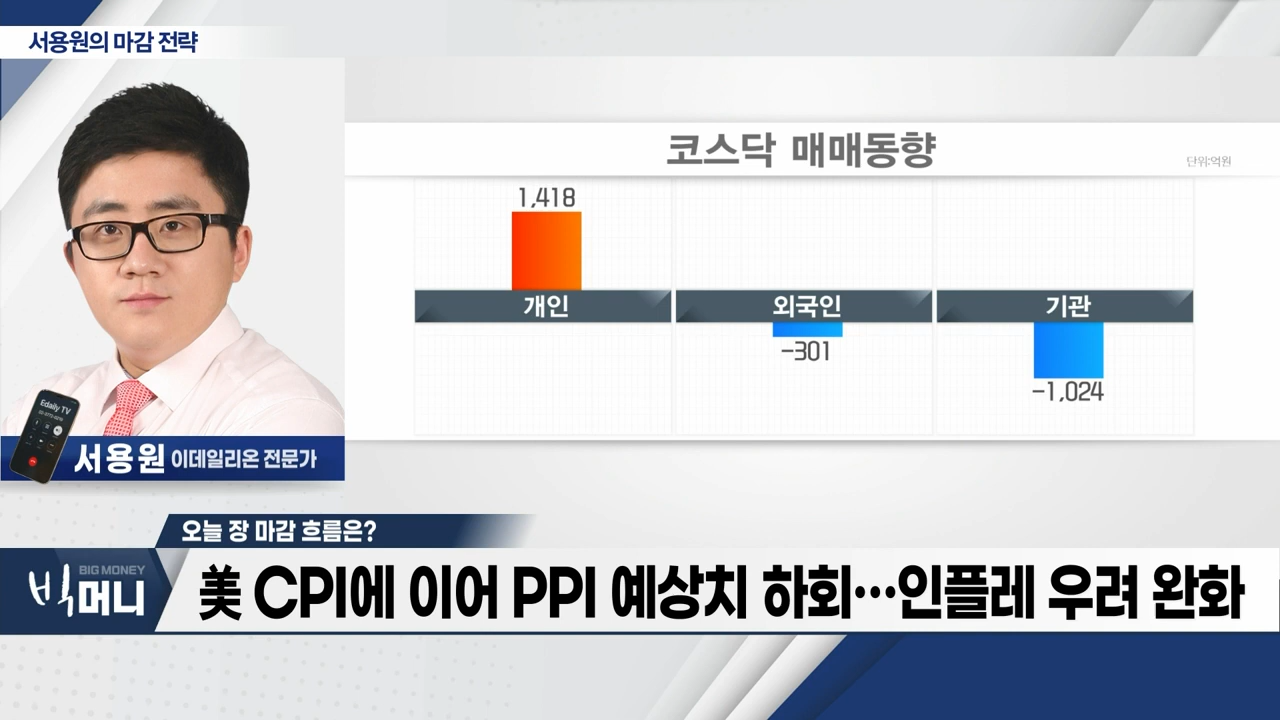 서용원의 마감 전략
코스닥 매매동향
단위:억원
1,418
개인
외국인
기관
-301
-1,024
Edaily TV
서용원 이데일리온 전문가
오늘 장 마감 흐름은?
BIG MONEY
빅머니
美 CPI에 이어 PPI 예상치 하회…인플레 우려 완화